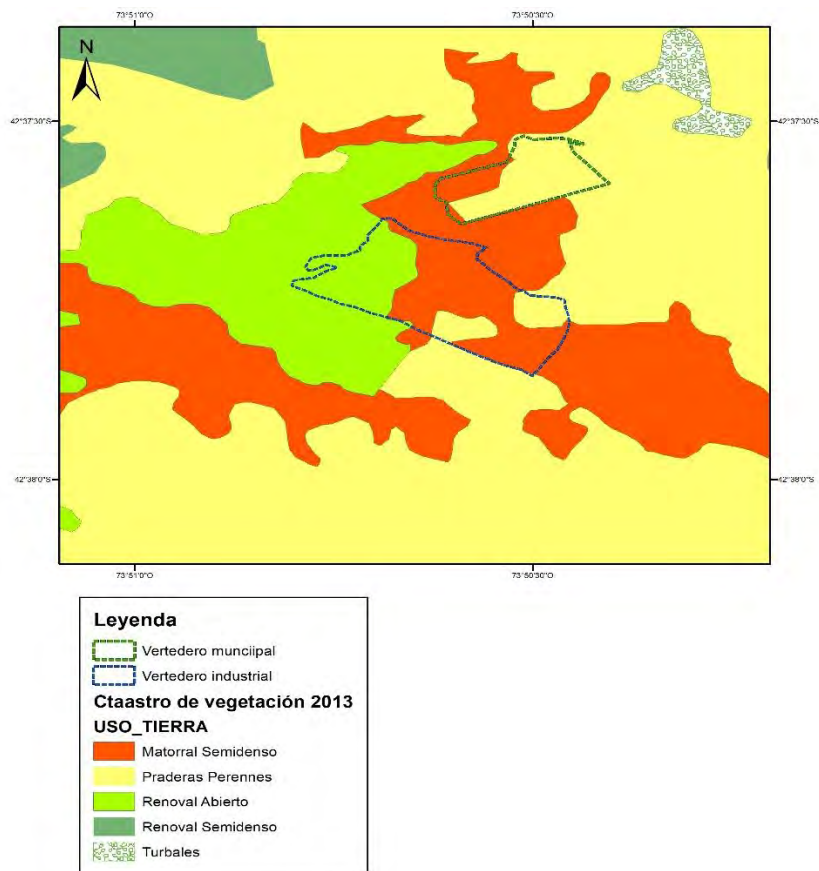 73°51'0"O
73°50'30"O
N
42°37'30"S
42°37'30"S
42°38'0"S
42°38'0"S
73°51'0"O
73°50'30"O
Leyenda
Vertedero munciipal
Vertedero industrial
Ctaastro de vegetación 2013
USO_TIERRA
Matorral Semidenso
Praderas Perennes
Renoval Abierto
Renoval Semidenso
Turbales